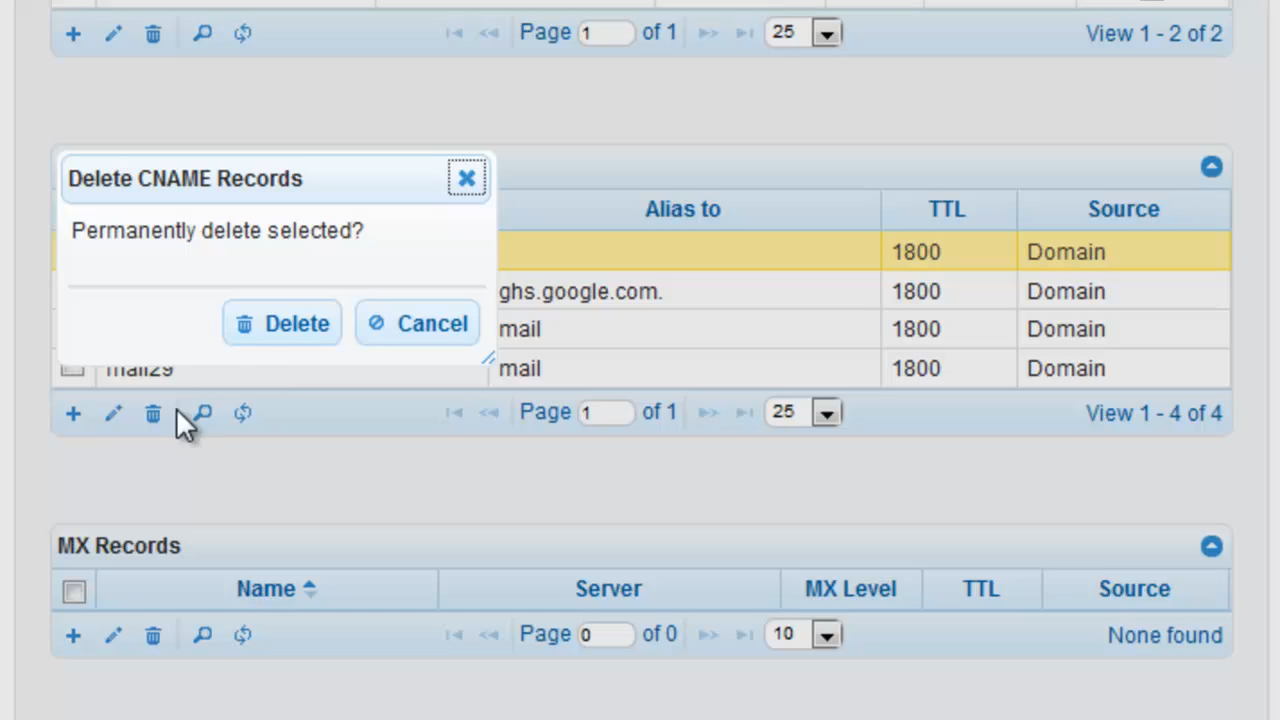 Page 1 of 1 25 View 1 - 2 of 2
Delete CNAME Records
Permanently delete selected?
Delete Cancel
Alias to TTL Source
1800 Domain
ghs.google.com. 1800 Domain
mail 1800 Domain
mail29 mail 1800 Domain
Page 1 of 1 25 View 1 - 4 of 4
MX Records
Name Server MX Level TTL Source
Page 0 of 0 10 None found